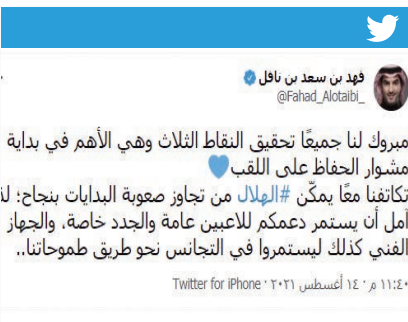 فهد بن سعد بن نافل
@Fahad_Alotaibi_
مبروك لنا جميعًا تحقيق النقاط الثلاث وهي الأهم في بداية
مشوار الحفاظ على اللقب💙
تكاتفنا معًا يمكّن #الهلال من تجاوز صعوبة البدايات بنجاح؛ لذ
آمل أن يستمر دعمكم للاعبين عامة والجدد خاصة، والجهاز
الفني كذلك ليستمروا في التجانس نحو طريق طموحاتنا..
١١:٤٠ م · ١٤ أغسطس ٢٠٢١ · Twitter for iPhone